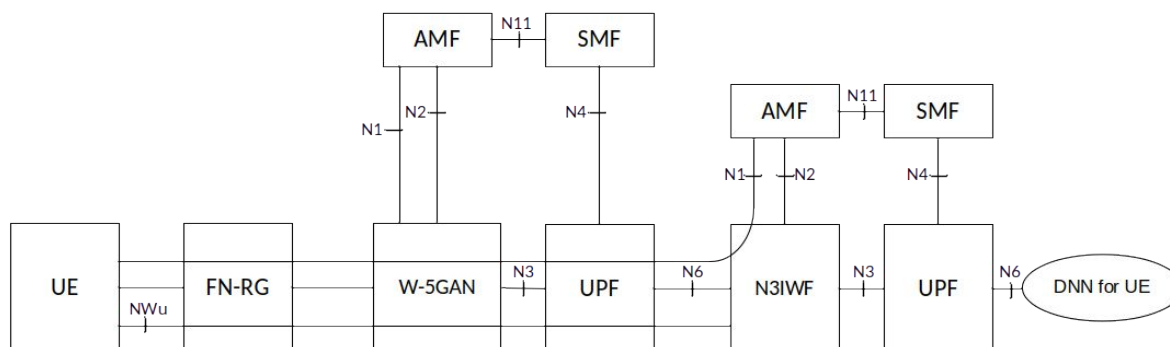 N11
AMF
SMF
N11
N2
N4
AMF
SMF
N1
N1
N2
N4
N3
N6
N3
N6
UE
FN-RG
W-5GAN
UPF
N3IWF
UPF
DNN for UE
NWu